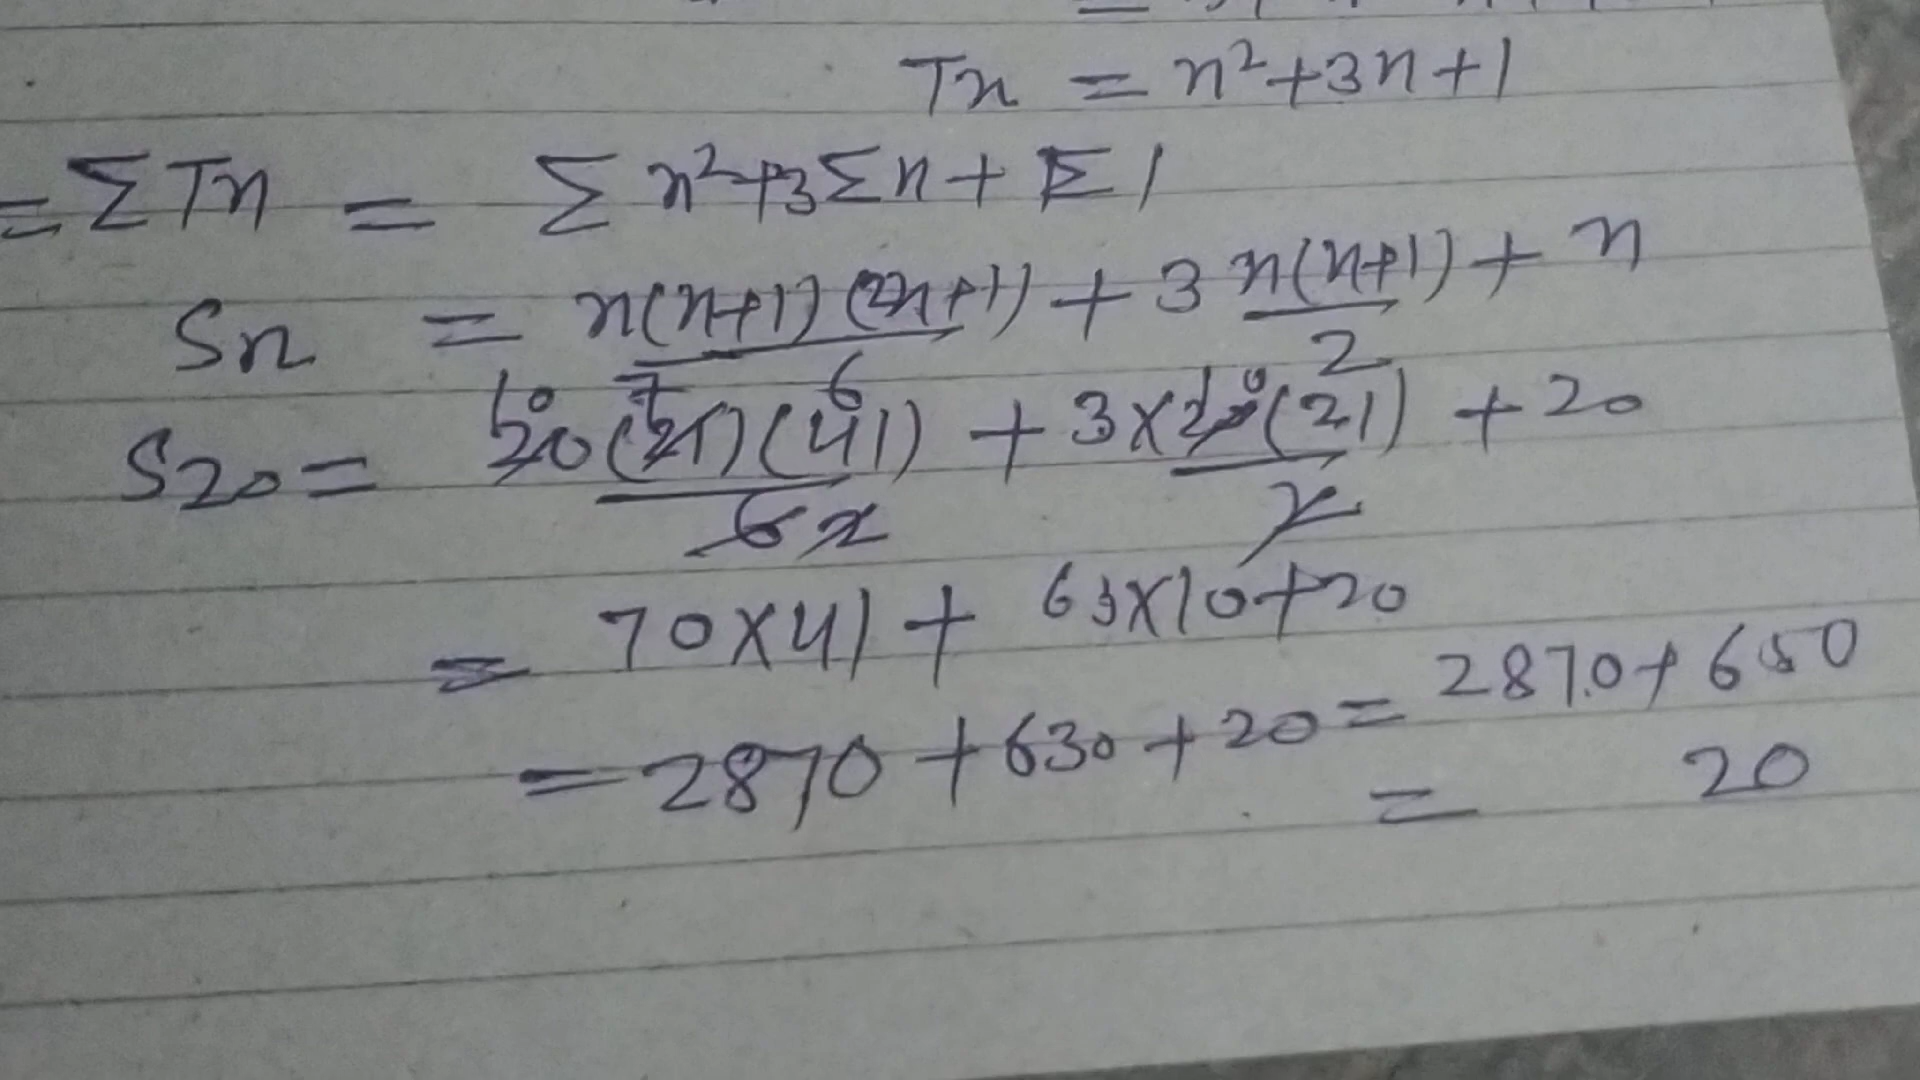 Tn = n²+3n+1
= ΣTn = Σn²+3Σn+Σ1
Sn = n(n+1)(2n+1)/6 + 3 n(n+1)/2 + n
S20 = 20(21)(41)/6 + 3×20(21)/2 + 20
= 70×41 + 63×10+20
= 2870+630+20 = 2870+650
= 20